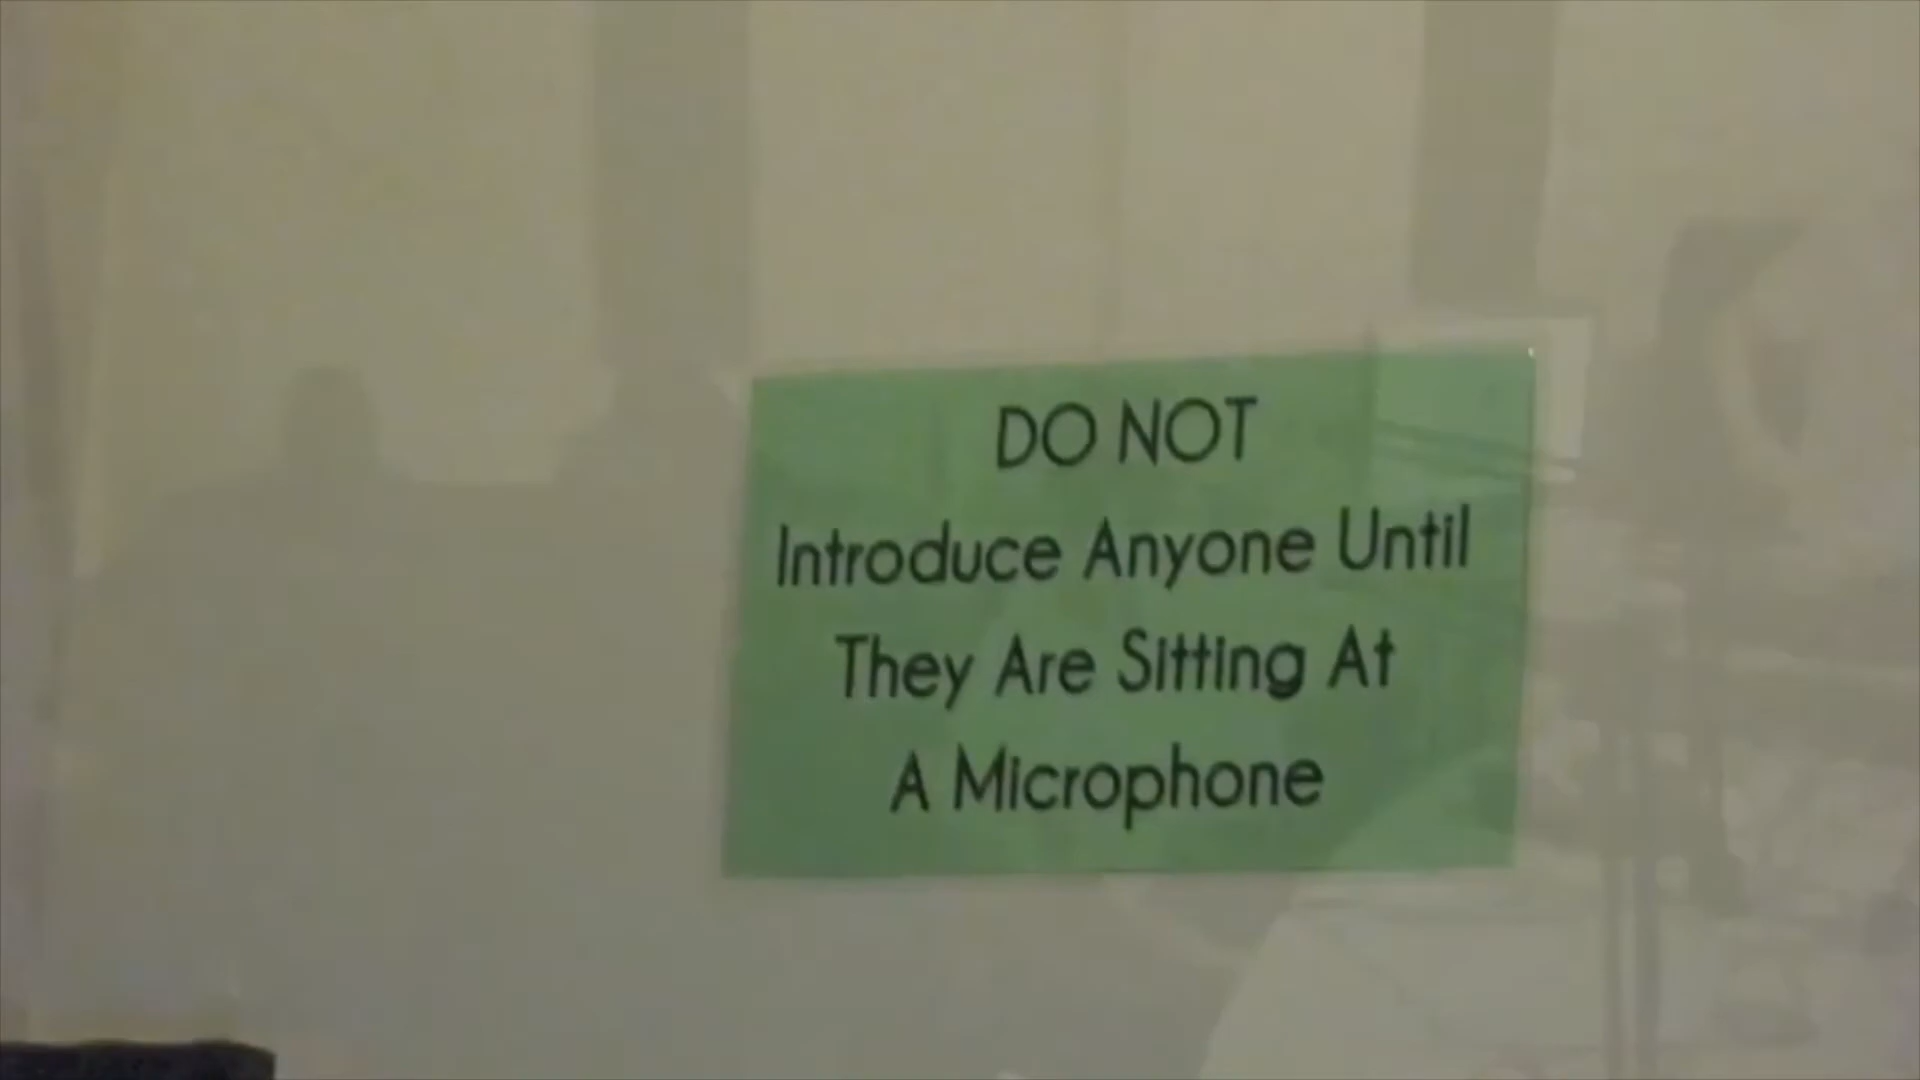 DO NOT
Introduce Anyone Until
They Are Sitting At
A Microphone